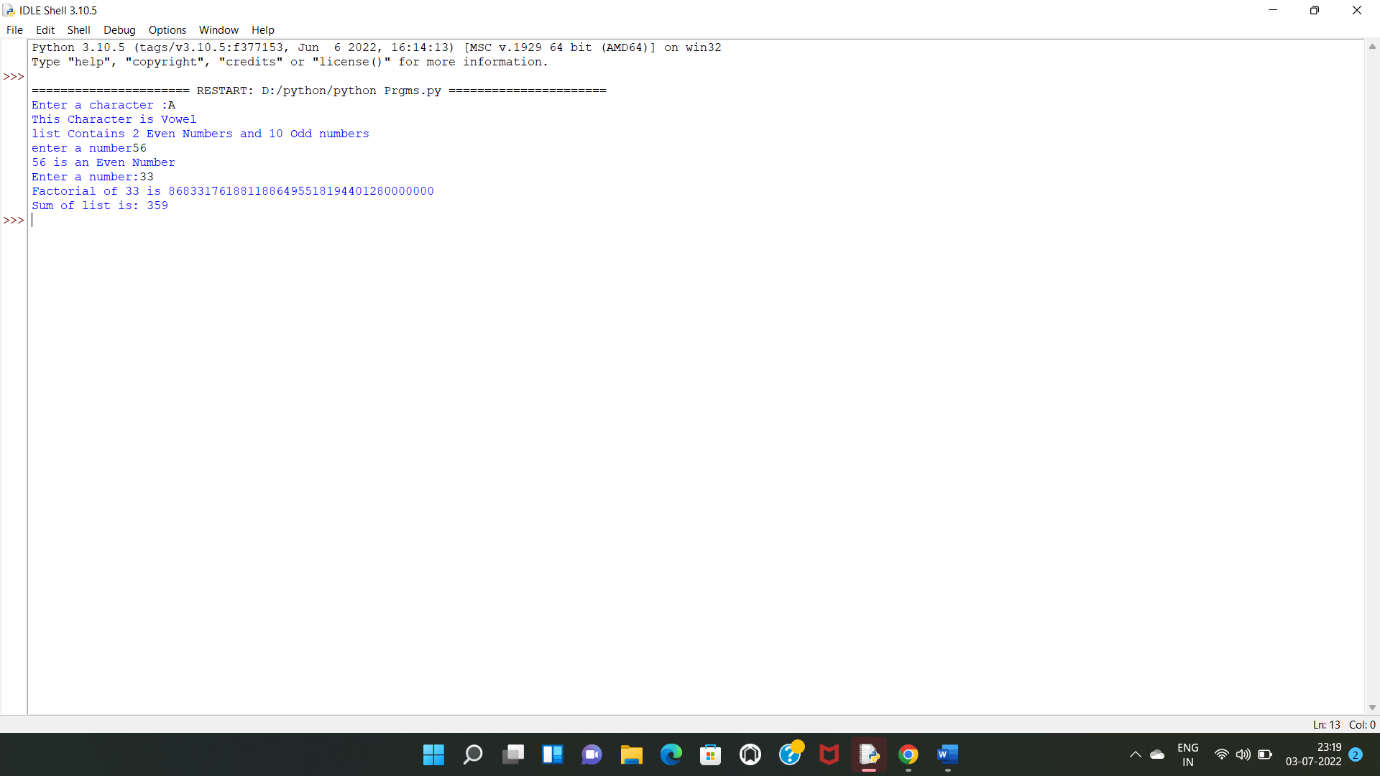 IDLE Shell 3.10.5
File Edit Shell Debug Options Window Help
Python 3.10.5 (tags/v3.10.5:f377153, Jun  6 2022, 16:14:13) [MSC v.1929 64 bit (AMD64)] on win32
Type "help", "copyright", "credits" or "license()" for more information.
>>>
====================== RESTART: D:/python/python Prgms.py ======================
Enter a character :A
This Character is Vowel
list Contains 2 Even Numbers and 10 Odd numbers
enter a number56
56 is an Even Number
Enter a number:33
Factorial of 33 is 8683317618811886495518194401280000000
Sum of list is: 359
>>>
Ln: 13 Col: 0
ENG
IN
23:19
03-07-2022
2